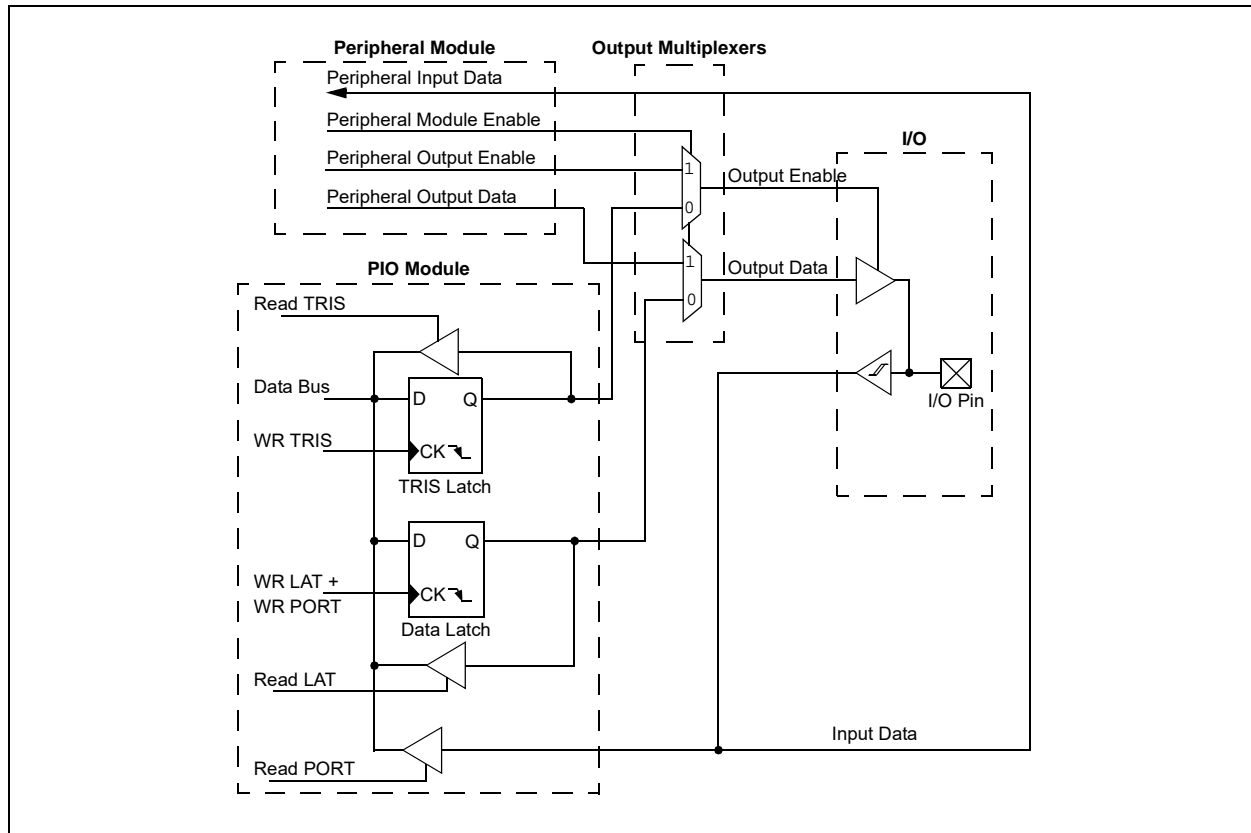 Peripheral Module
Output Multiplexers
Peripheral Input Data
Peripheral Module Enable
I/O
Peripheral Output Enable
1
Output Enable
Peripheral Output Data
0
PIO Module
1
Output Data
Read TRIS
0
Data Bus
D
Q
I/O Pin
WR TRIS
CK
TRIS Latch
D
Q
WR LAT +
WR PORT
CK
Data Latch
Read LAT
Input Data
Read PORT